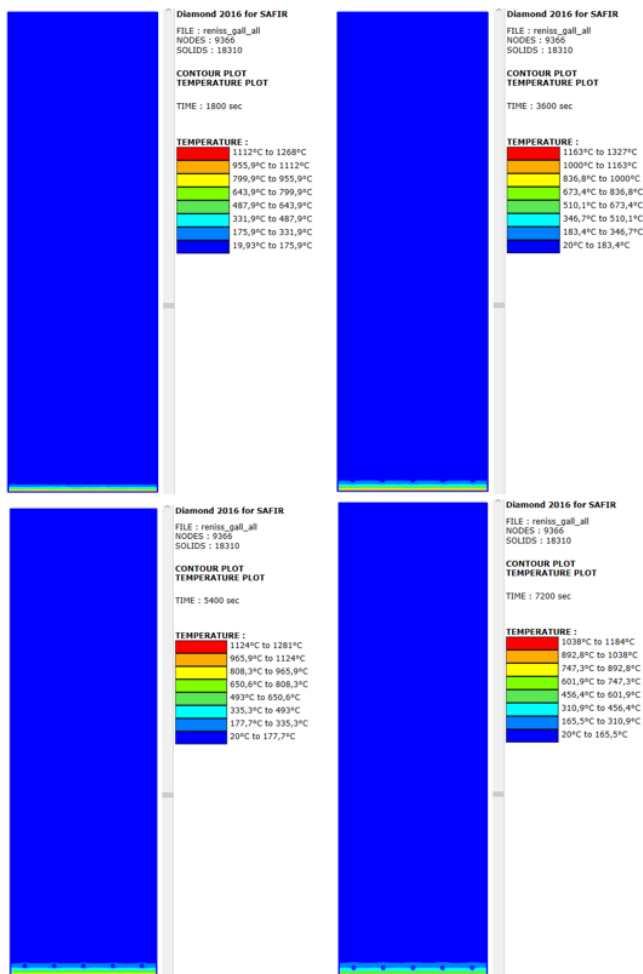 Diamond 2016 for SAFIR
FILE : reniss_gall_all
NODES : 9366
SOLIDS : 18310
CONTOUR PLOT
TEMPERATURE PLOT
TIME : 1800 sec
TEMPERATURE :
1112°C to 1268°C
955,9°C to 1112°C
799,9°C to 955,9°C
643,9°C to 799,9°C
487,9°C to 643,9°C
331,9°C to 487,9°C
175,9°C to 331,9°C
19,93°C to 175,9°C
Diamond 2016 for SAFIR
FILE : reniss_gall_all
NODES : 9366
SOLIDS : 18310
CONTOUR PLOT
TEMPERATURE PLOT
TIME : 3600 sec
TEMPERATURE :
1163°C to 1327°C
1000°C to 1163°C
836,8°C to 1000°C
673,4°C to 836,8°C
510,1°C to 673,4°C
346,7°C to 510,1°C
183,4°C to 346,7°C
20°C to 183,4°C
Diamond 2016 for SAFIR
FILE : reniss_gall_all
NODES : 9366
SOLIDS : 18310
CONTOUR PLOT
TEMPERATURE PLOT
TIME : 5400 sec
TEMPERATURE :
1124°C to 1281°C
965,9°C to 1124°C
808,3°C to 965,9°C
650,6°C to 808,3°C
493°C to 650,6°C
335,3°C to 493°C
177,7°C to 335,3°C
20°C to 177,7°C
Diamond 2016 for SAFIR
FILE : reniss_gall_all
NODES : 9366
SOLIDS : 18310
CONTOUR PLOT
TEMPERATURE PLOT
TIME : 7200 sec
TEMPERATURE :
1038°C to 1184°C
892,8°C to 1038°C
747,3°C to 892,8°C
601,9°C to 747,3°C
456,4°C to 601,9°C
310,9°C to 456,4°C
165,5°C to 310,9°C
20°C to 165,5°C